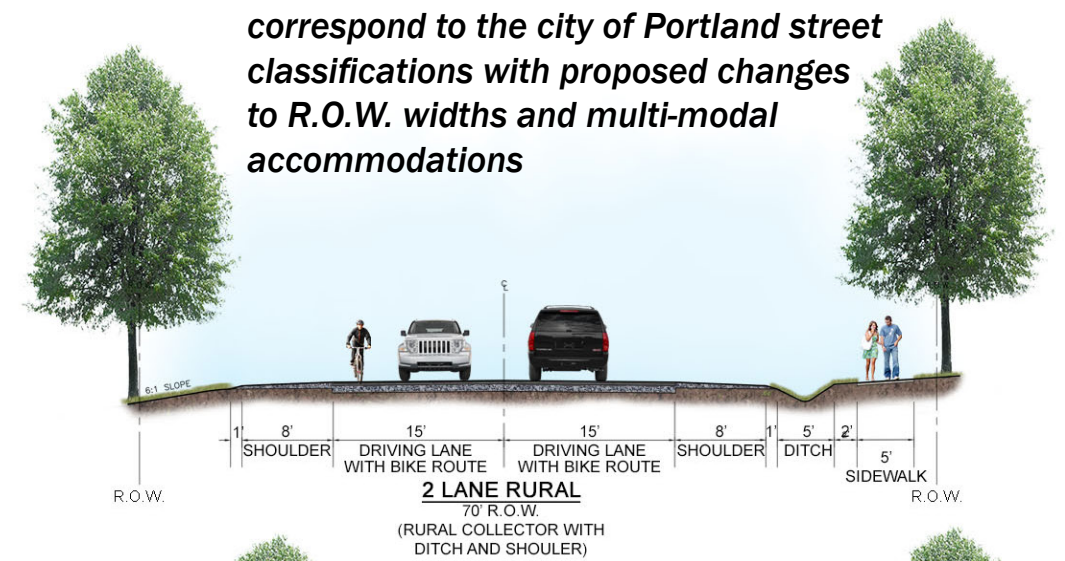 correspond to the city of Portland street
classifications with proposed changes
to R.O.W. widths and multi-modal
accommodations
℄
6:1 SLOPE
1' 8' 15' 15' 8' 1' 5' 2'
SHOULDER DRIVING LANE DRIVING LANE SHOULDER DITCH 5'
WITH BIKE ROUTE WITH BIKE ROUTE SIDEWALK
R.O.W. 2 LANE RURAL R.O.W.
70' R.O.W.
(RURAL COLLECTOR WITH
DITCH AND SHOULER)